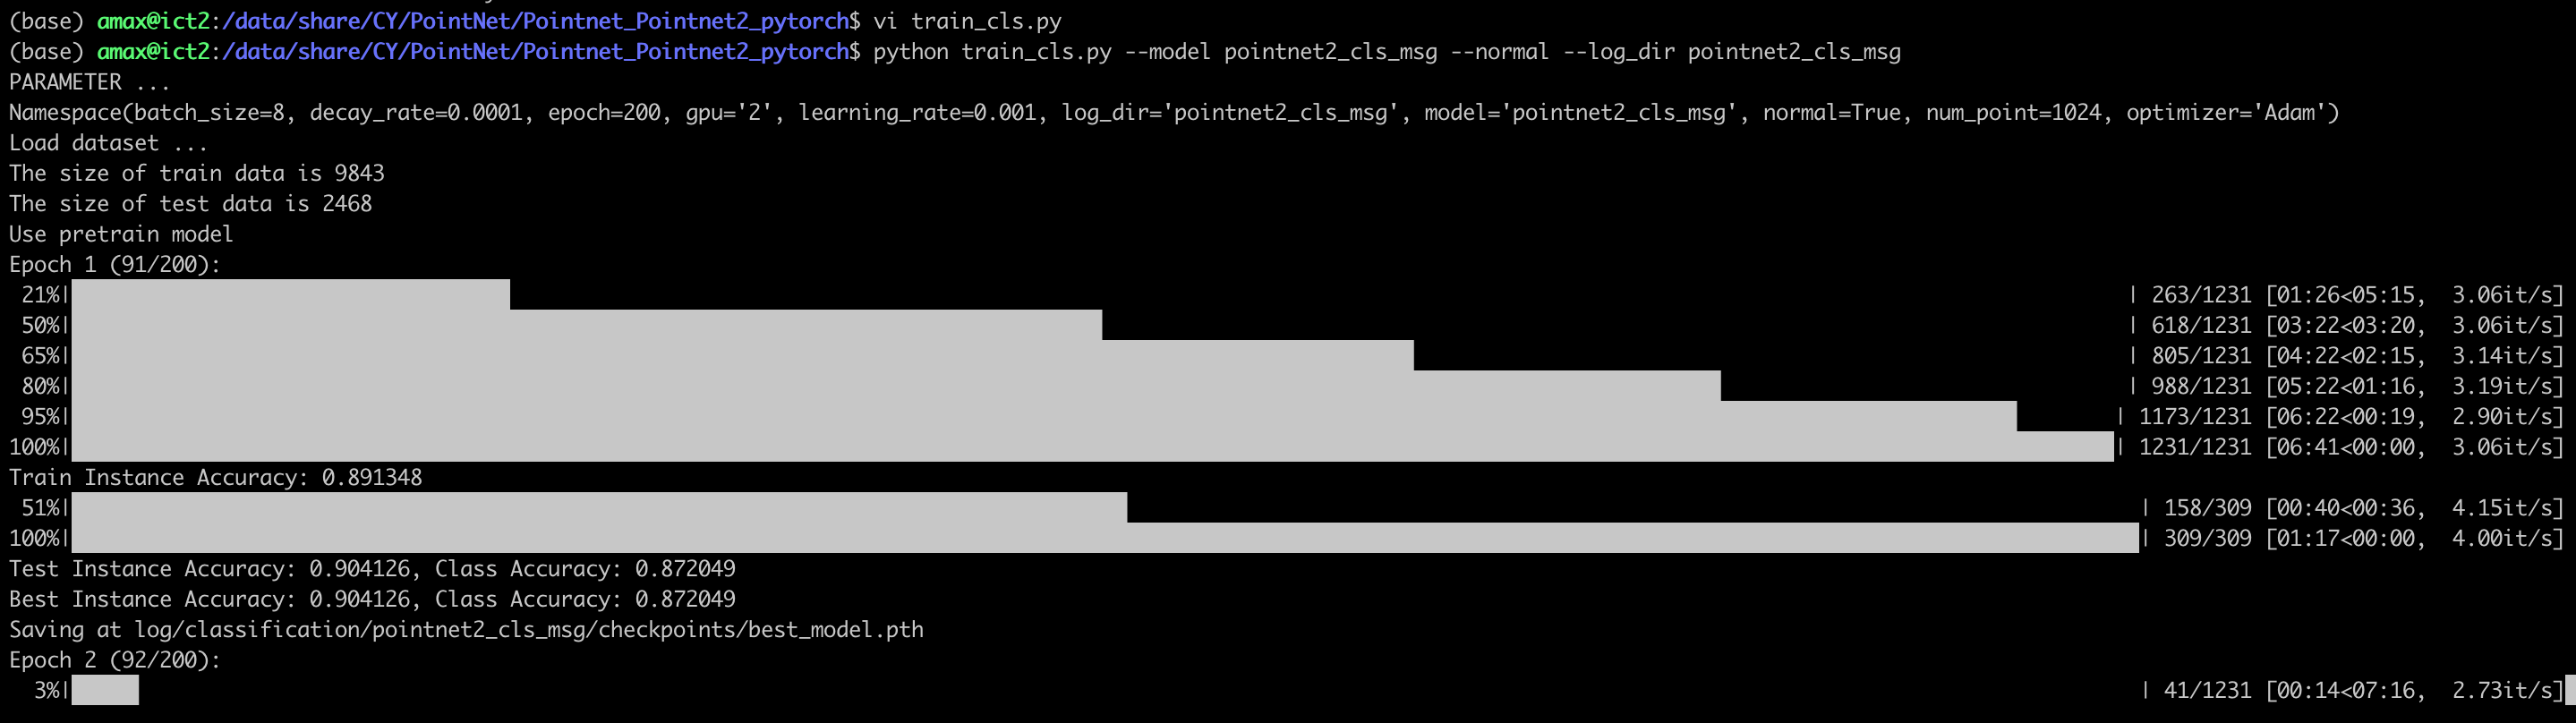 (base) amax@ict2:/data/share/CY/PointNet/Pointnet_Pointnet2_pytorch$ vi train_cls.py
(base) amax@ict2:/data/share/CY/PointNet/Pointnet_Pointnet2_pytorch$ python train_cls.py --model pointnet2_cls_msg --normal --log_dir pointnet2_cls_msg
PARAMETER ...
Namespace(batch_size=8, decay_rate=0.0001, epoch=200, gpu='2', learning_rate=0.001, log_dir='pointnet2_cls_msg', model='pointnet2_cls_msg', normal=True, num_point=1024, optimizer='Adam')
Load dataset ...
The size of train data is 9843
The size of test data is 2468
Use pretrain model
Epoch 1 (91/200):
21%| | 263/1231 [01:26<05:15, 3.06it/s]
50%| | 618/1231 [03:22<03:20, 3.06it/s]
65%| | 805/1231 [04:22<02:15, 3.14it/s]
80%| | 988/1231 [05:22<01:16, 3.19it/s]
95%| | 1173/1231 [06:22<00:19, 2.90it/s]
100%| | 1231/1231 [06:41<00:00, 3.06it/s]
Train Instance Accuracy: 0.891348
51%| | 158/309 [00:40<00:36, 4.15it/s]
100%| | 309/309 [01:17<00:00, 4.00it/s]
Test Instance Accuracy: 0.904126, Class Accuracy: 0.872049
Best Instance Accuracy: 0.904126, Class Accuracy: 0.872049
Saving at log/classification/pointnet2_cls_msg/checkpoints/best_model.pth
Epoch 2 (92/200):
3%| | 41/1231 [00:14<07:16, 2.73it/s]